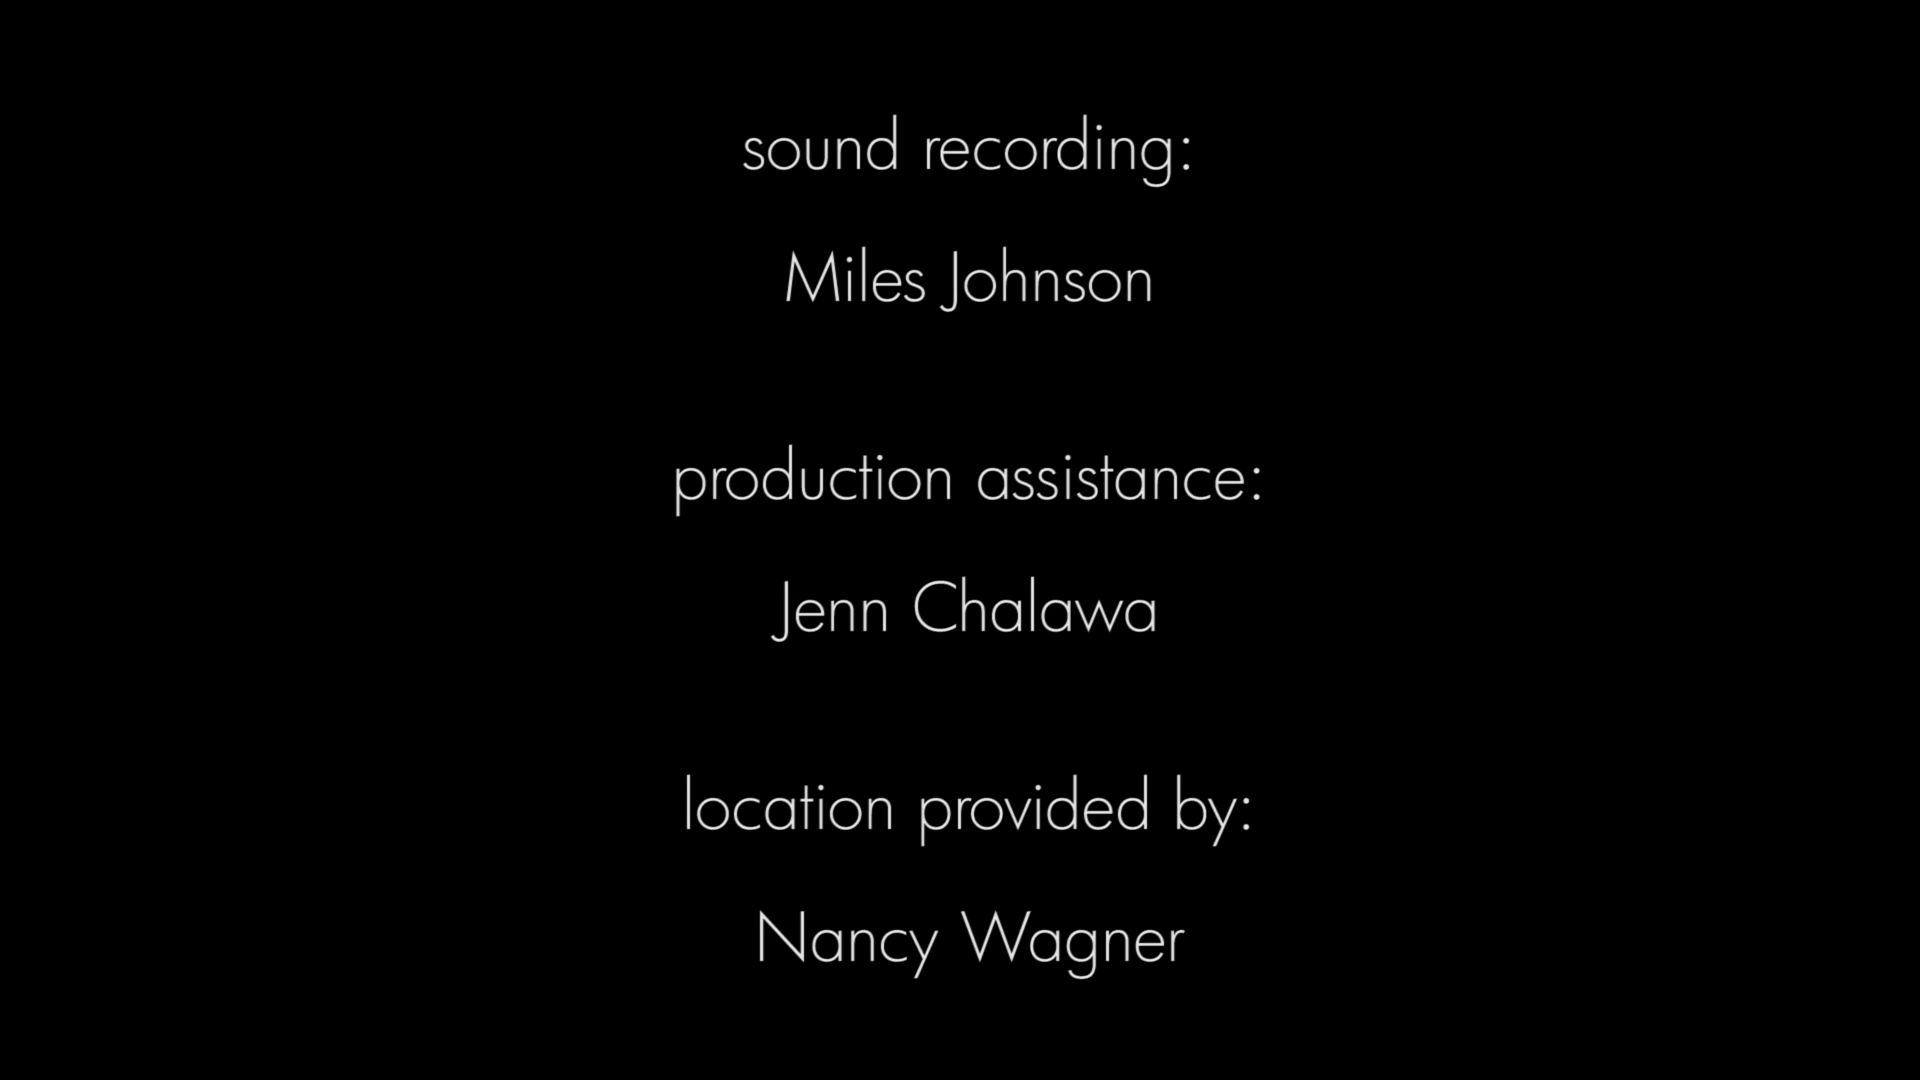 sound recording:
Miles Johnson
production assistance:
Jenn Chalawa
location provided by:
Nancy Wagner